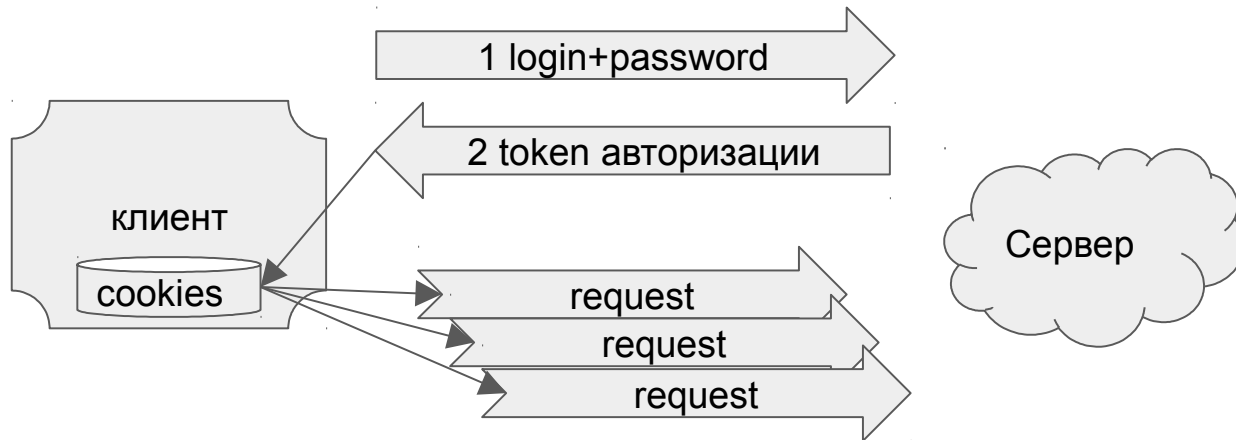 1 login+password
2 token авторизации
клиент
cookies
Сервер
request
request
request